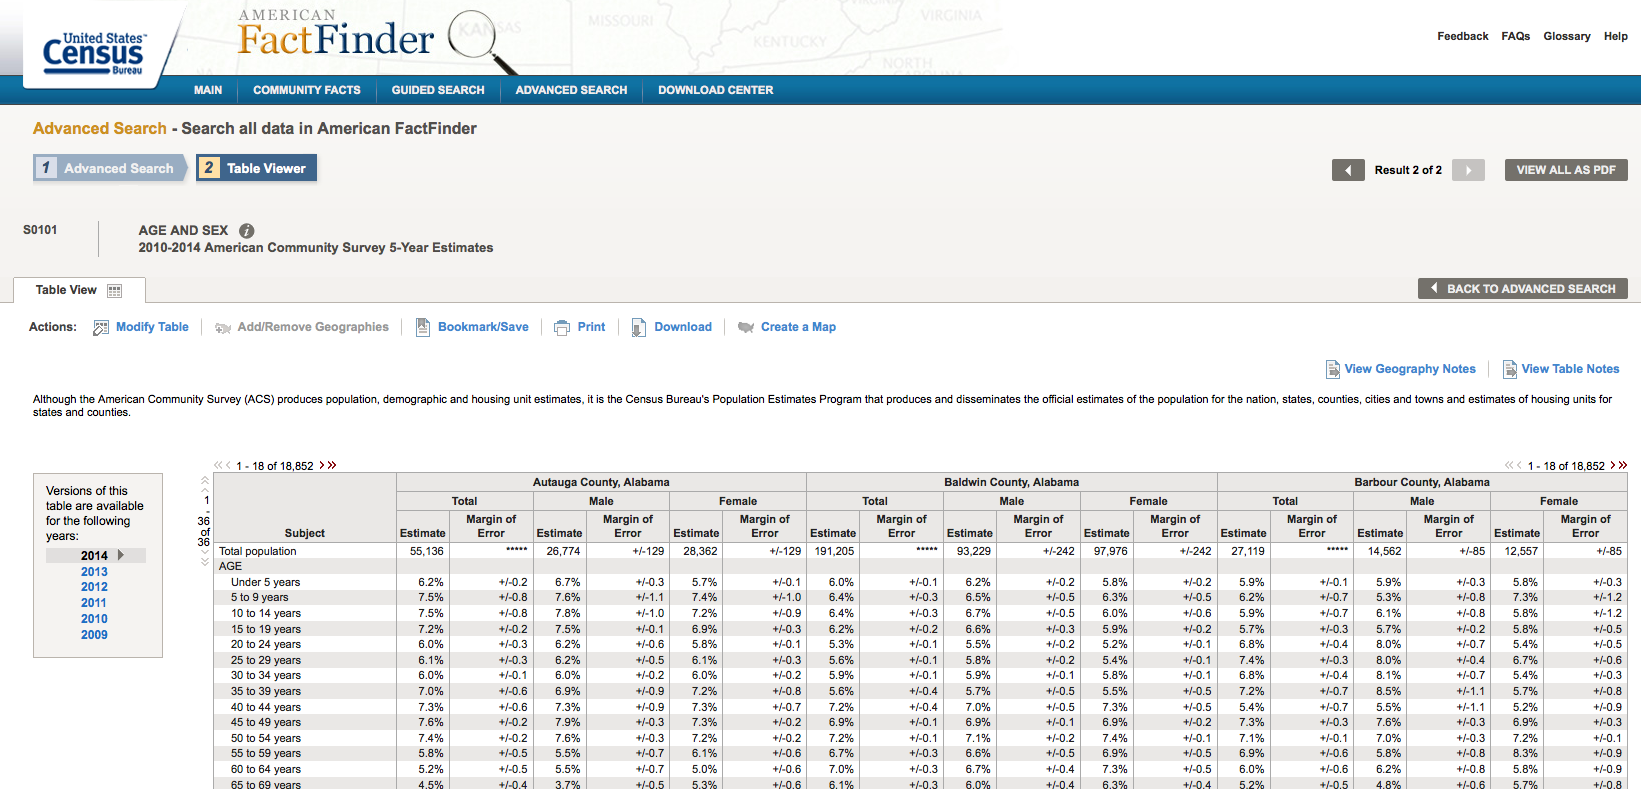 United States™
Census
Bureau
AMERICAN
FactFinder
KANSAS
MISSOURI
KENTUCKY
VIRGINIA
VIRGINIA
NORTH
CAROLINA
Feedback FAQs Glossary Help
MAIN COMMUNITY FACTS GUIDED SEARCH ADVANCED SEARCH DOWNLOAD CENTER
Advanced Search - Search all data in American FactFinder
1 Advanced Search 2 Table Viewer
Result 2 of 2 VIEW ALL AS PDF
S0101 AGE AND SEX i
2010-2014 American Community Survey 5-Year Estimates
Table View
BACK TO ADVANCED SEARCH
Actions: Modify Table Add/Remove Geographies Bookmark/Save Print Download Create a Map
View Geography Notes View Table Notes
Although the American Community Survey (ACS) produces population, demographic and housing unit estimates, it is the Census Bureau's Population Estimates Program that produces and disseminates the official estimates of the population for the nation, states, counties, cities and towns and estimates of housing units for
states and counties.
Versions of this
table are available
for the following
years:
2014
2013
2012
2011
2010
2009
1 - 18 of 18,852 1 - 18 of 18,852
1
-
36
of
36
Autauga County, Alabama Baldwin County, Alabama Barbour County, Alabama
Total Male Female Total Male Female Total Male Female
Subject Estimate Margin of Error Estimate Margin of Error Estimate Margin of Error Estimate Margin of Error Estimate Margin of Error Estimate Margin of Error Estimate Margin of Error Estimate Margin of Error Estimate Margin of Error
Total population 55,136 ***** 26,774 +/-129 28,362 +/-129 191,205 ***** 93,229 +/-242 97,976 +/-242 27,119 ***** 14,562 +/-85 12,557 +/-85
AGE
Under 5 years 6.2% +/-0.2 6.7% +/-0.3 5.7% +/-0.1 6.0% +/-0.1 6.2% +/-0.2 5.8% +/-0.2 5.9% +/-0.1 5.9% +/-0.3 5.8% +/-0.3
5 to 9 years 7.5% +/-0.8 7.6% +/-1.1 7.4% +/-1.0 6.4% +/-0.3 6.5% +/-0.5 6.3% +/-0.5 6.2% +/-0.7 5.3% +/-0.8 7.3% +/-1.2
10 to 14 years 7.5% +/-0.8 7.8% +/-1.0 7.2% +/-0.9 6.4% +/-0.3 6.7% +/-0.5 6.0% +/-0.6 5.9% +/-0.7 6.1% +/-0.8 5.8% +/-1.2
15 to 19 years 7.2% +/-0.2 7.5% +/-0.1 6.9% +/-0.3 6.2% +/-0.2 6.6% +/-0.3 5.9% +/-0.2 5.7% +/-0.3 5.7% +/-0.2 5.8% +/-0.5
20 to 24 years 6.0% +/-0.3 6.2% +/-0.6 5.8% +/-0.1 5.3% +/-0.1 5.5% +/-0.2 5.2% +/-0.1 6.8% +/-0.4 8.0% +/-0.7 5.4% +/-0.5
25 to 29 years 6.1% +/-0.3 6.2% +/-0.5 6.1% +/-0.3 5.6% +/-0.1 5.8% +/-0.2 5.4% +/-0.1 7.4% +/-0.3 8.0% +/-0.4 6.7% +/-0.6
30 to 34 years 6.0% +/-0.1 6.0% +/-0.2 6.0% +/-0.2 5.9% +/-0.1 5.9% +/-0.1 5.8% +/-0.1 6.8% +/-0.4 8.1% +/-0.7 5.4% +/-0.3
35 to 39 years 7.0% +/-0.6 6.9% +/-0.9 7.2% +/-0.8 5.6% +/-0.4 5.7% +/-0.5 5.5% +/-0.5 7.2% +/-0.7 8.5% +/-1.1 5.7% +/-0.8
40 to 44 years 7.3% +/-0.6 7.3% +/-0.9 7.3% +/-0.7 7.2% +/-0.4 7.0% +/-0.5 7.3% +/-0.5 5.4% +/-0.7 5.5% +/-1.1 5.2% +/-0.9
45 to 49 years 7.6% +/-0.2 7.9% +/-0.3 7.3% +/-0.2 6.9% +/-0.1 6.9% +/-0.1 6.9% +/-0.2 7.3% +/-0.3 7.6% +/-0.3 6.9% +/-0.3
50 to 54 years 7.4% +/-0.2 7.6% +/-0.3 7.2% +/-0.2 7.2% +/-0.1 7.1% +/-0.2 7.4% +/-0.1 7.1% +/-0.1 7.0% +/-0.3 7.2% +/-0.1
55 to 59 years 5.8% +/-0.5 5.5% +/-0.7 6.1% +/-0.6 6.7% +/-0.3 6.6% +/-0.5 6.9% +/-0.5 6.9% +/-0.6 5.8% +/-0.8 8.3% +/-0.9
60 to 64 years 5.2% +/-0.5 5.5% +/-0.7 5.0% +/-0.6 7.0% +/-0.3 6.7% +/-0.4 7.3% +/-0.5 6.0% +/-0.6 6.2% +/-0.8 5.8% +/-0.9
65 to 69 years 4.5% +/-0.4 3.7% +/-0.5 5.3% +/-0.6 6.1% +/-0.3 6.0% +/-0.4 6.3% +/-0.4 5.2% +/-0.5 4.8% +/-0.6 5.7% +/-0.8